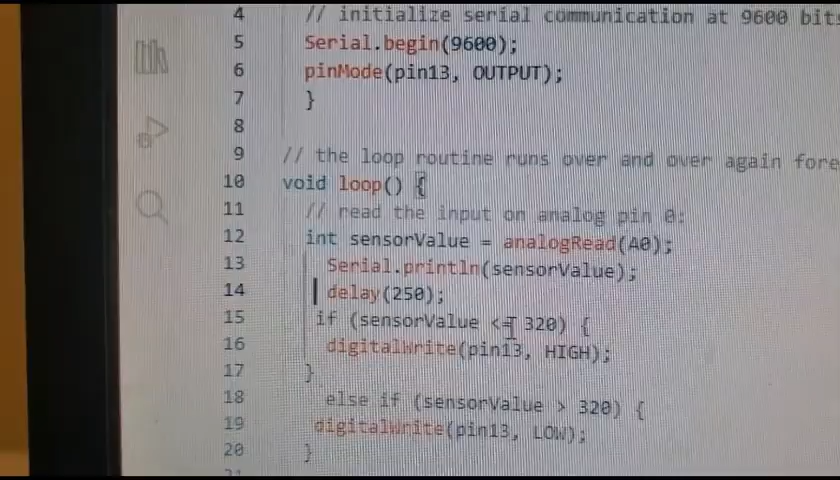 4 // initialize serial communication at 9600 bits
5 Serial.begin(9600);
6 pinMode(pin13, OUTPUT);
7 }
8
9 // the loop routine runs over and over again fore
10 void loop() {
11 // read the input on analog pin 0:
12 int sensorValue = analogRead(A0);
13 Serial.println(sensorValue);
14 delay(250);
15 if (sensorValue <= 320) {
16 digitalWrite(pin13, HIGH);
17 }
18 else if (sensorValue > 320) {
19 digitalWrite(pin13, LOW);
20 }
21